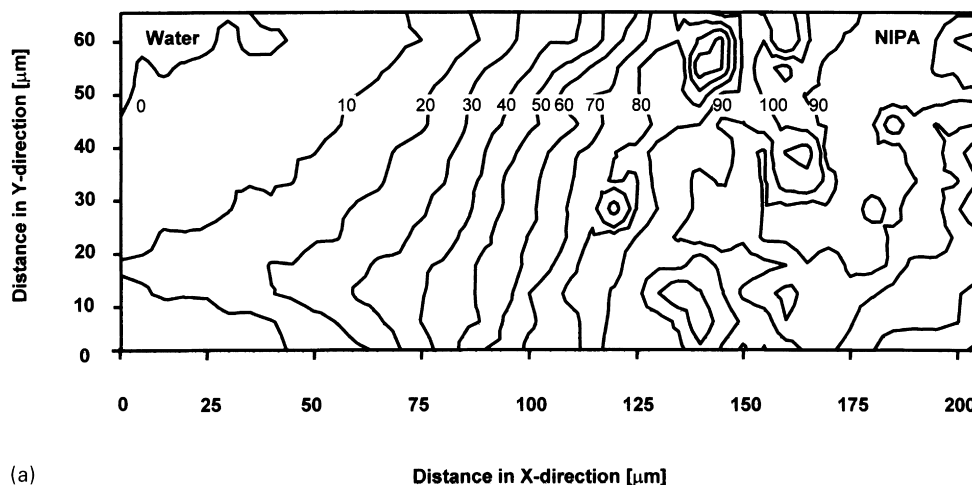 60
Water
NIPA
50
0 10 20 30 40 50 60 70 80 90 100 90
40
30
20
10
0
Distance in Y-direction [μm]
0 25 50 75 100 125 150 175 200
(a)
Distance in X-direction [μm]